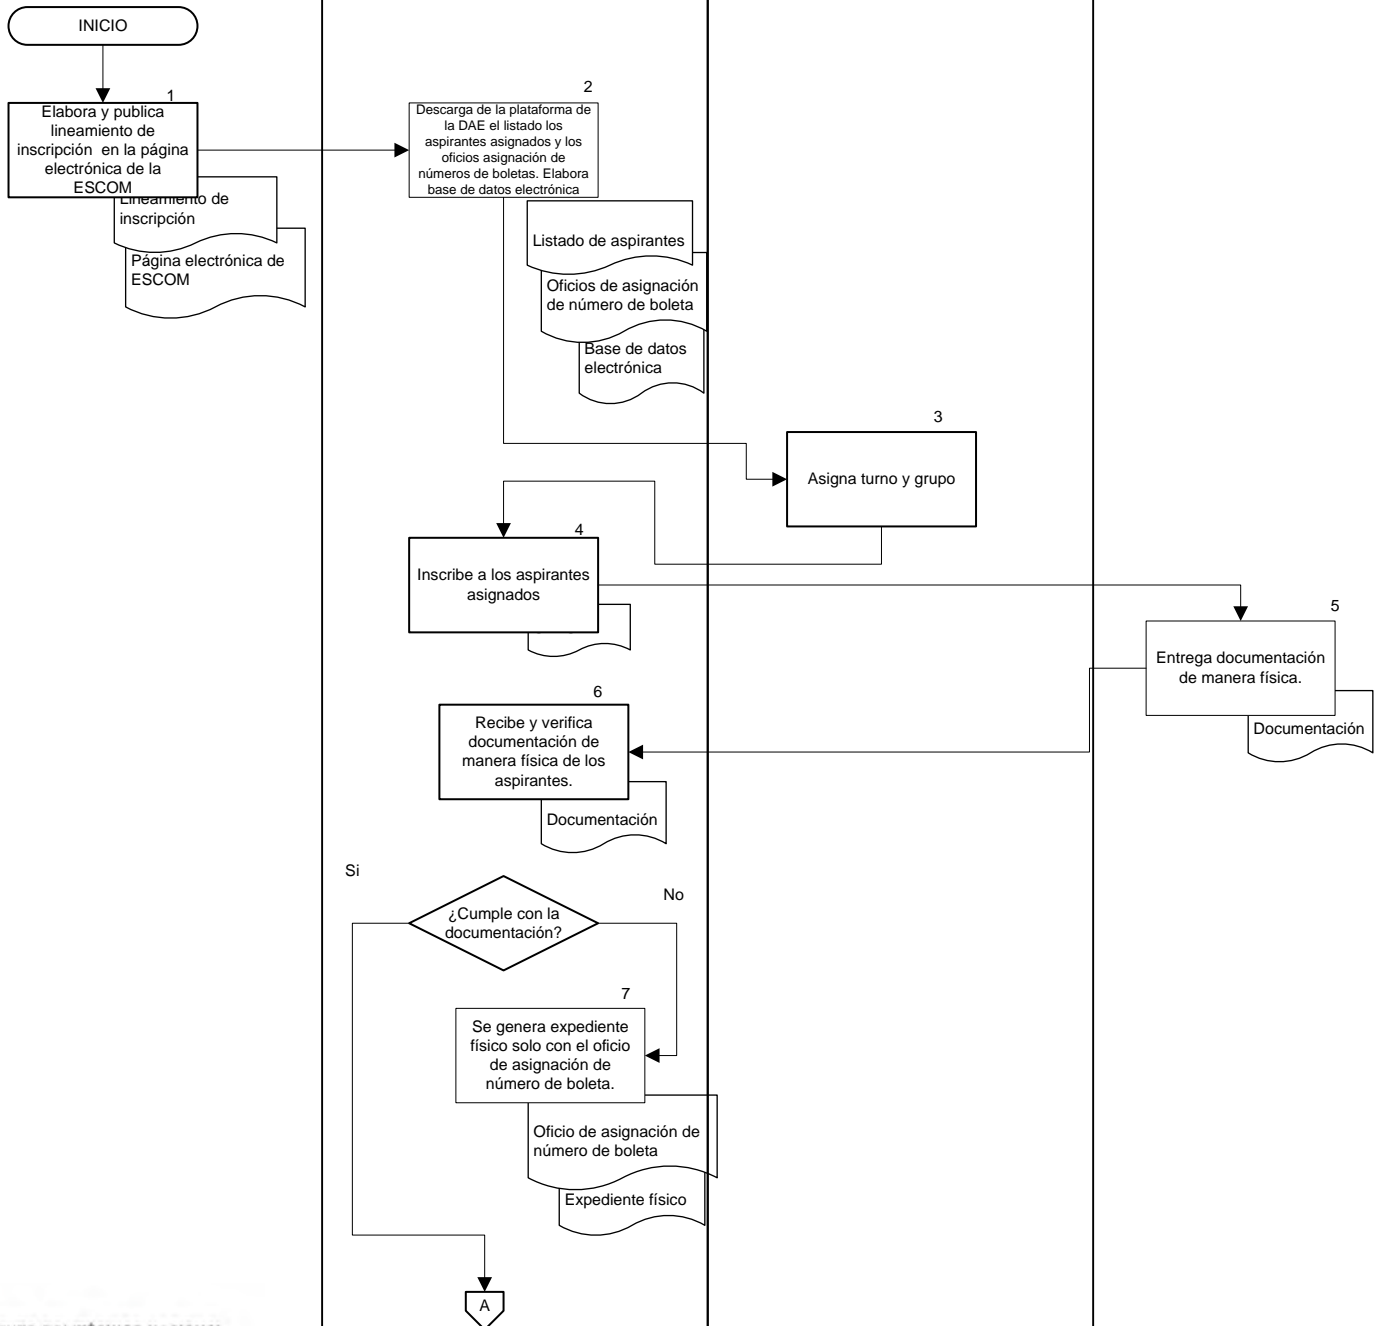 INICIO
1
Elabora y publica
lineamiento de
inscripción en la página
electrónica de la
ESCOM
Lineamiento de
inscripción
Página electrónica de
ESCOM
2
Descarga de la plataforma de
la DAE el listado los
aspirantes asignados y los
oficios asignación de
números de boletas. Elabora
base de datos electrónica
Listado de aspirantes
Oficios de asignación
de número de boleta
Base de datos
electrónica
3
Asigna turno y grupo
4
Inscribe a los aspirantes
asignados
5
Entrega documentación
de manera física.
Documentación
6
Recibe y verifica
documentación de
manera física de los
aspirantes.
Documentación
Si
No
¿Cumple con la
documentación?
7
Se genera expediente
físico solo con el oficio
de asignación de
número de boleta.
Oficio de asignación de
número de boleta
Expediente físico
A